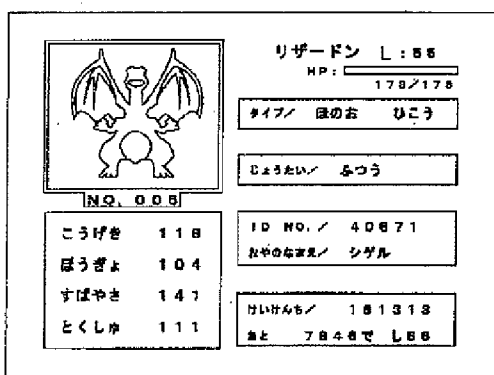 リザードン L:55
HP:
178/178
タイプ/ ほのお ひこう
じょうたい/ ふつう
NO. 006
こうげき 118
ぼうぎょ 104
すばやさ 141
とくしゅ 111
ID NO./ 40671
おやのなまえ/ シゲル
けいけんち/ 161313
あと 7846で L56